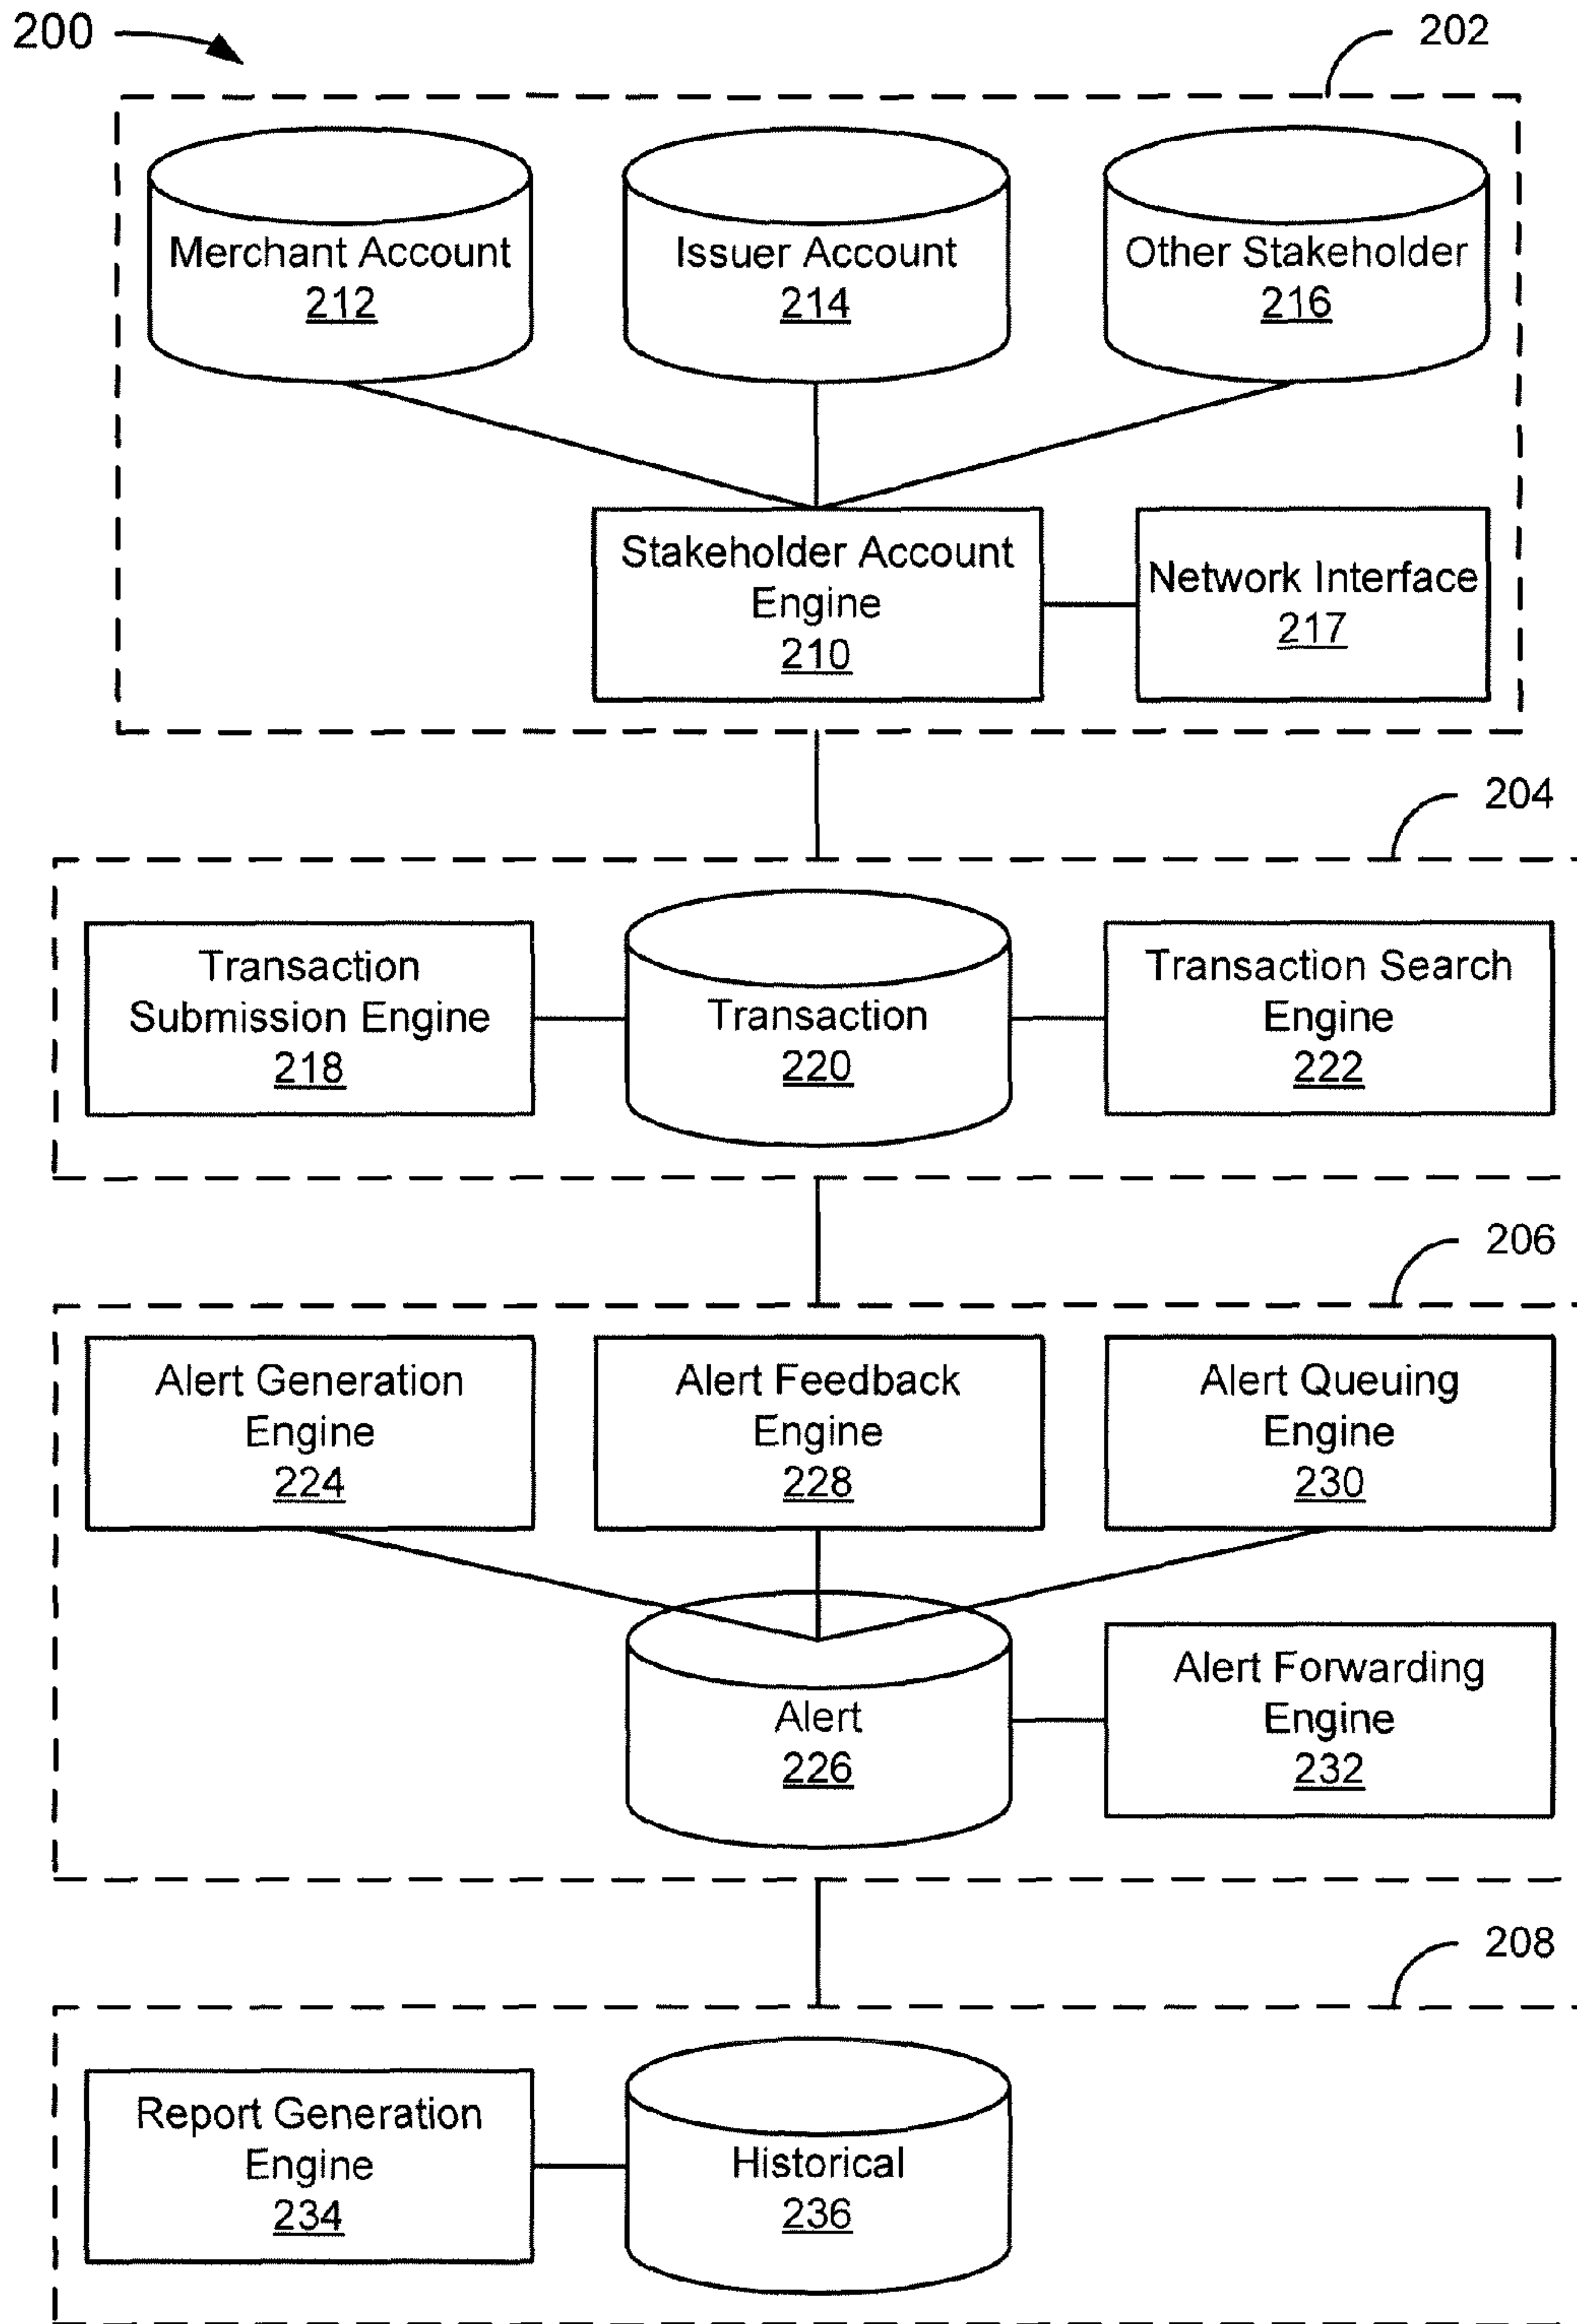 200
202
Merchant Account
212
Issuer Account
214
Other Stakeholder
216
Stakeholder Account
Engine
210
Network Interface
217
204
Transaction
Submission Engine
218
Transaction
220
Transaction Search
Engine
222
206
Alert Generation
Engine
224
Alert Feedback
Engine
228
Alert Queuing
Engine
230
Alert
226
Alert Forwarding
Engine
232
208
Report Generation
Engine
234
Historical
236